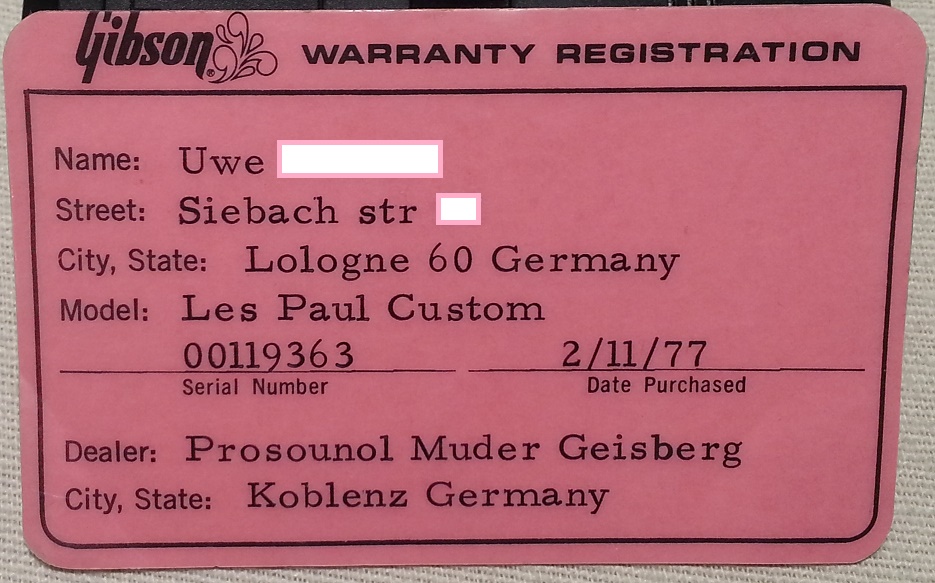 Gibson® WARRANTY REGISTRATION
Name: Uwe
Street: Siebach str
City, State: Lologne 60 Germany
Model: Les Paul Custom
00119363 2/11/77
Serial Number Date Purchased
Dealer: Prosounol Muder Geisberg
City, State: Koblenz Germany